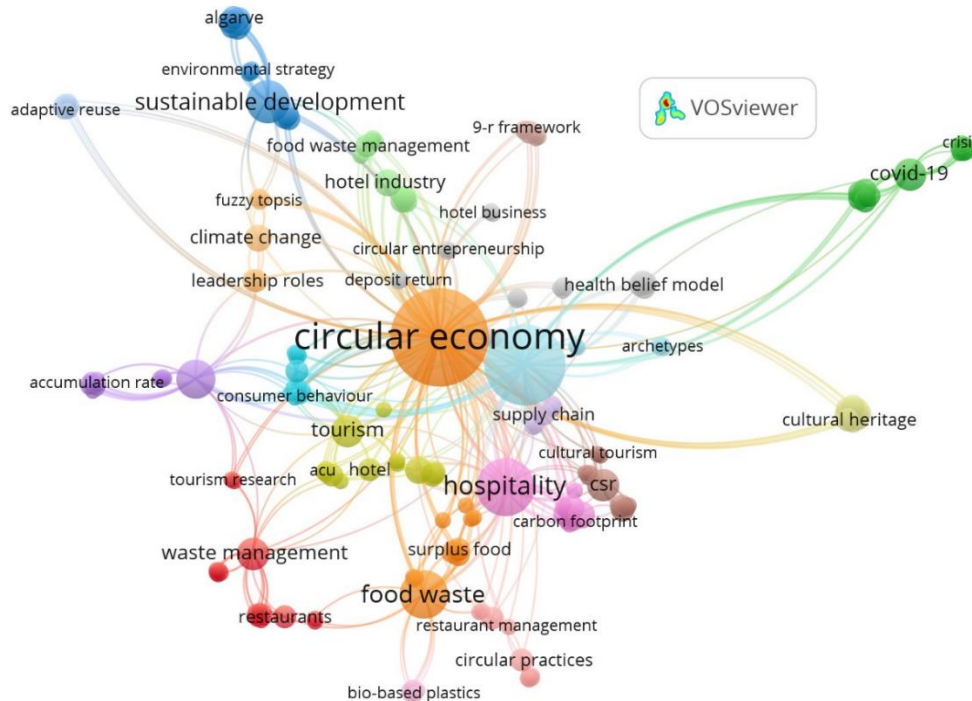 algarve
environmental strategy
sustainable development
adaptive reuse
VOSviewer
9-r framework
food waste management
crisis
covid-19
hotel industry
fuzzy topsis
hotel business
climate change
circular entrepreneurship
leadership roles
deposit return
health belief model
circular economy
archetypes
accumulation rate
consumer behaviour
supply chain
cultural heritage
tourism
cultural tourism
acu
hotel
tourism research
hospitality
csr
carbon footprint
waste management
surplus food
food waste
restaurants
restaurant management
circular practices
bio-based plastics